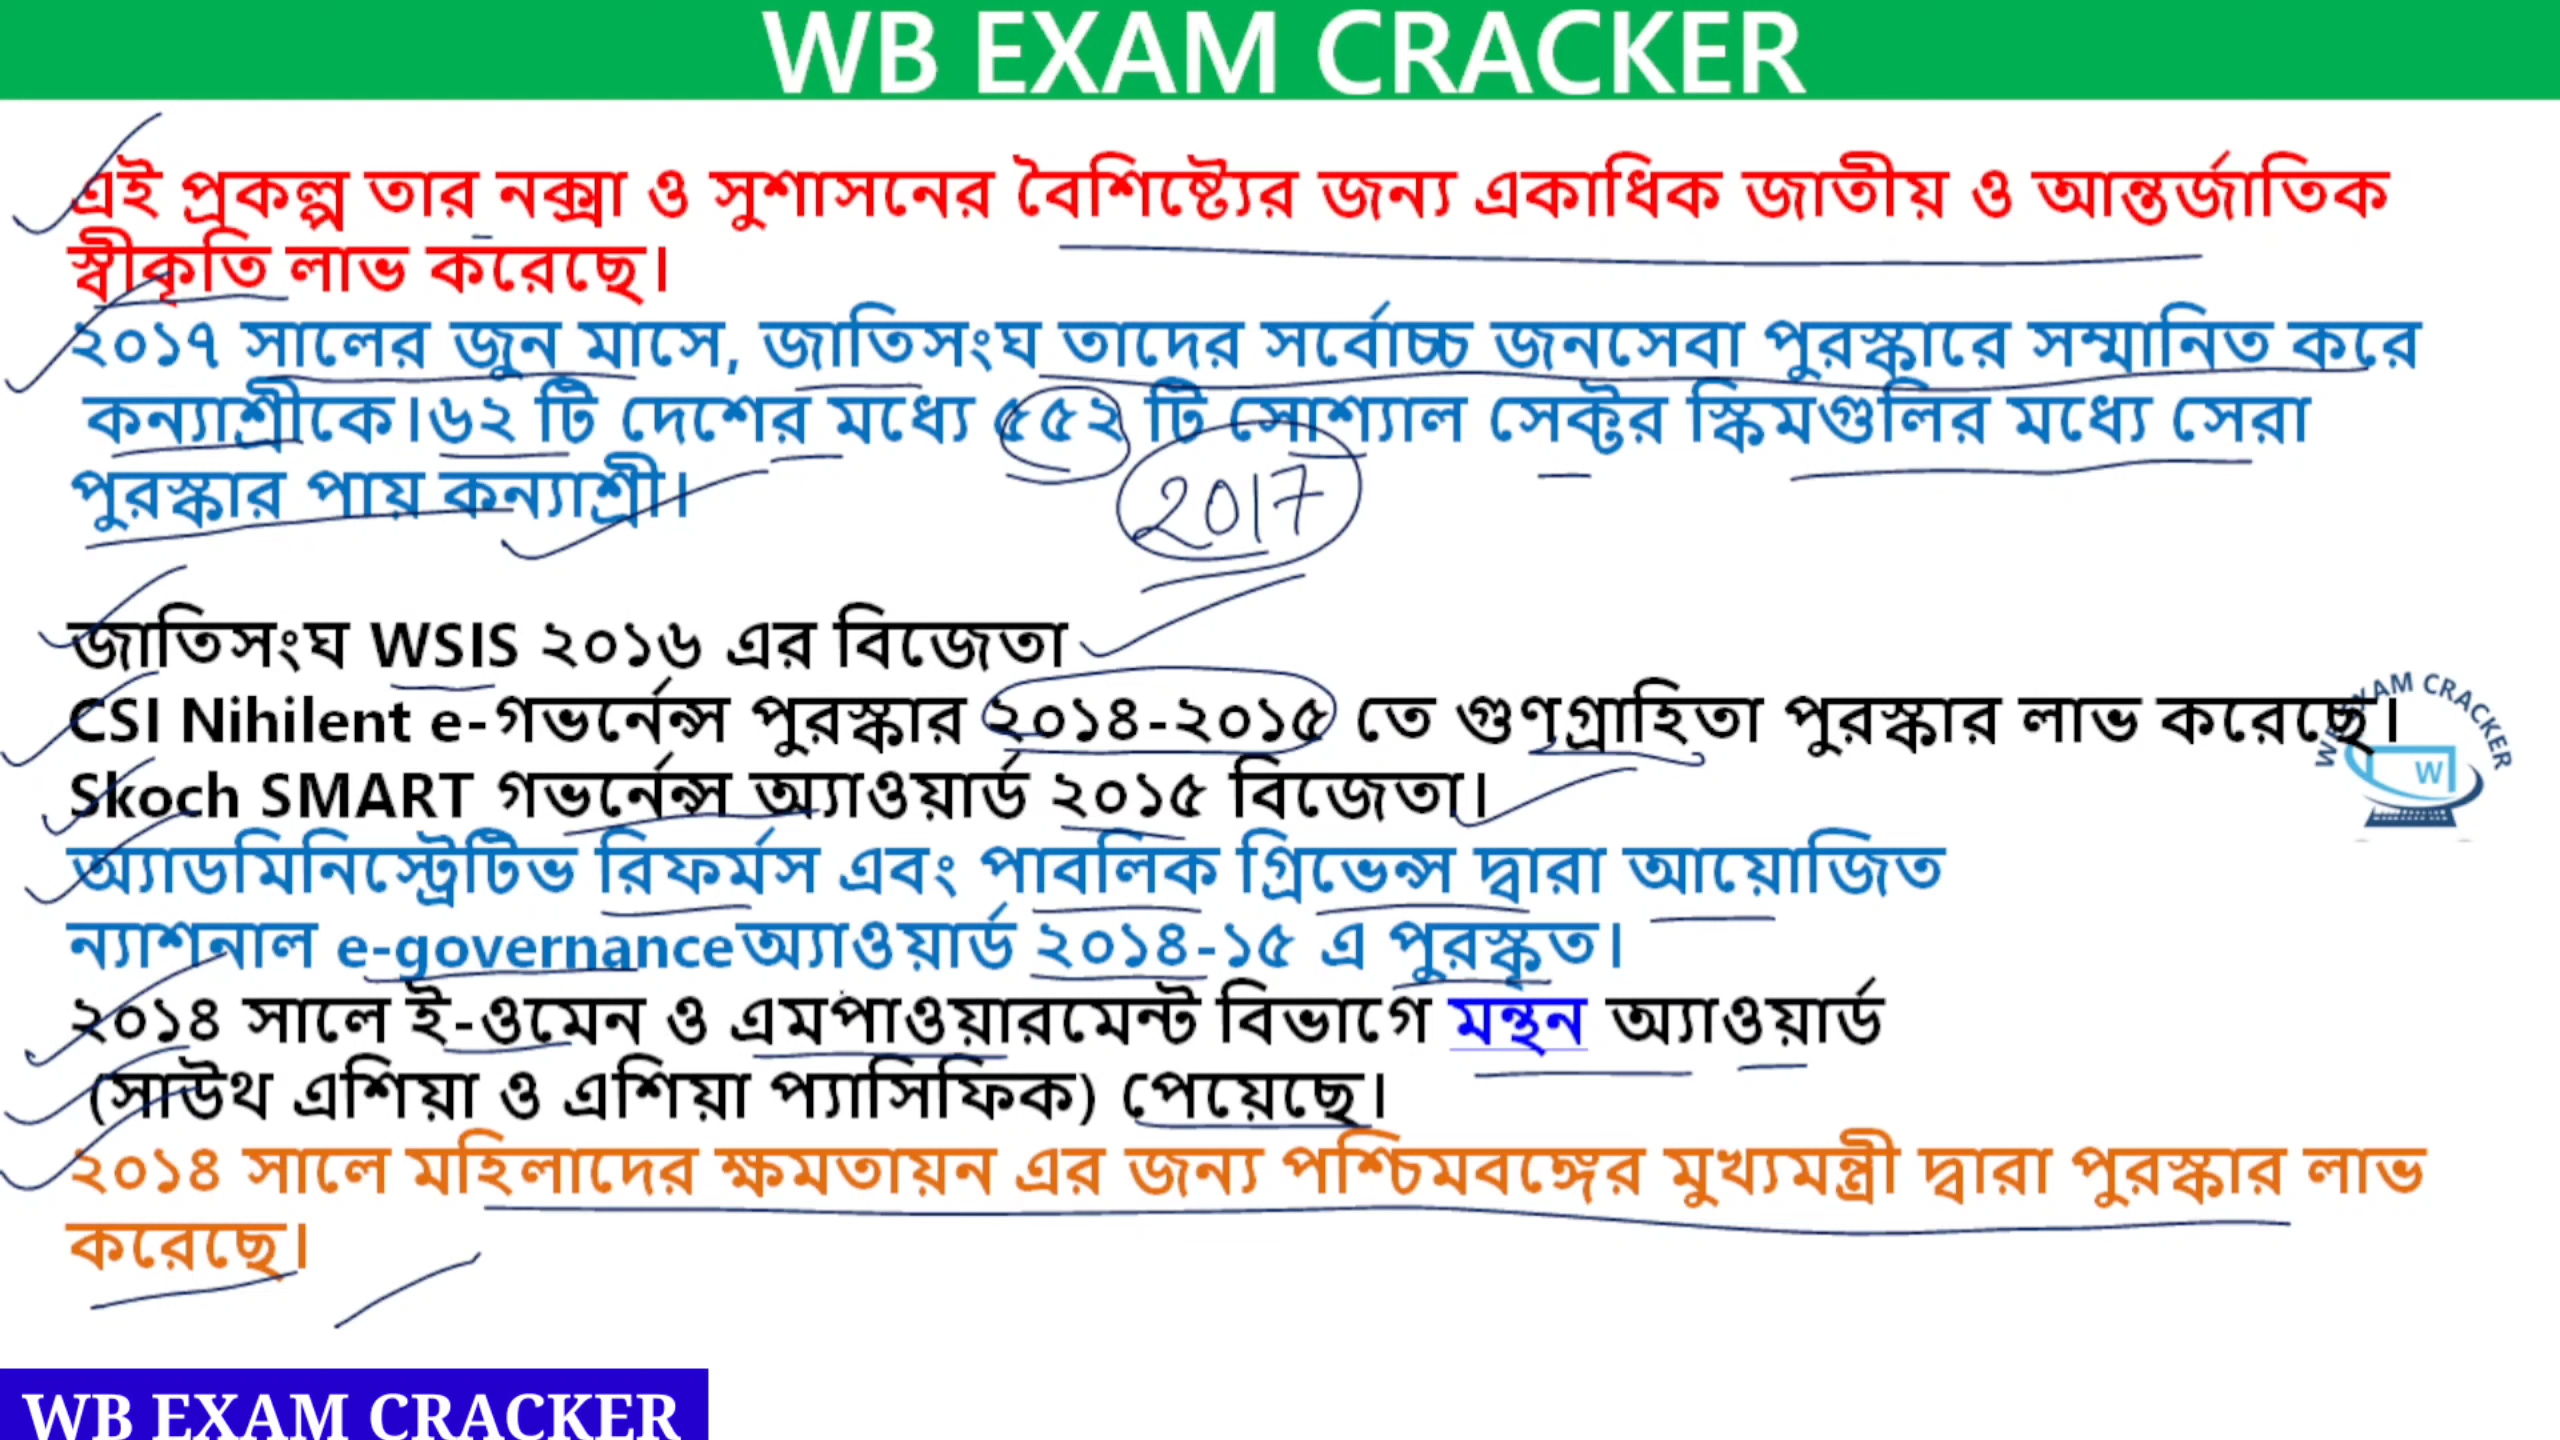 WB EXAM CRACKER
এই প্রকল্প তার নক্সা ও সুশাসনের বৈশিষ্ট্যের জন্য একাধিক জাতীয় ও আন্তর্জাতিক
স্বীকৃতি লাভ করেছে।
২০১৭ সালের জুন মাসে, জাতিসংঘ তাদের সর্বোচ্চ জনসেবা পুরস্কারে সম্মানিত করে
কন্যাশ্রীকে।৬২ টি দেশের মধ্যে ৫৫২ টি সোশ্যাল সেক্টর স্কিমগুলির মধ্যে সেরা
পুরস্কার পায় কন্যাশ্রী।
2017
জাতিসংঘ WSIS ২০১৬ এর বিজেতা
CSI Nihilent e-গভর্নেন্স পুরস্কার ২০১৪-২০১৫ তে গুণগ্রাহিতা পুরস্কার লাভ করেছে।
WB EXAM CRACKER
W
Skoch SMART গভর্নেন্স অ্যাওয়ার্ড ২০১৫ বিজেতা।
অ্যাডমিনিস্ট্রেটিভ রিফর্মস এবং পাবলিক গ্রিভেন্স দ্বারা আয়োজিত
ন্যাশনাল e-governanceঅ্যাওয়ার্ড ২০১৪-১৫ এ পুরস্কৃত।
২০১৪ সালে ই-ওমেন ও এমপাওয়ারমেন্ট বিভাগে মন্থন অ্যাওয়ার্ড
(সাউথ এশিয়া ও এশিয়া প্যাসিফিক) পেয়েছে।
২০১৪ সালে মহিলাদের ক্ষমতায়ন এর জন্য পশ্চিমবঙ্গের মুখ্যমন্ত্রী দ্বারা পুরস্কার লাভ
করেছে।
WB EXAM CRACKER